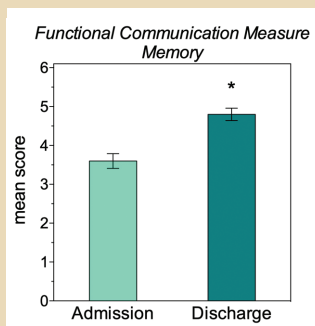 Functional Communication Measure
Memory
6
5
4
3
2
1
0
mean score
*
Admission
Discharge